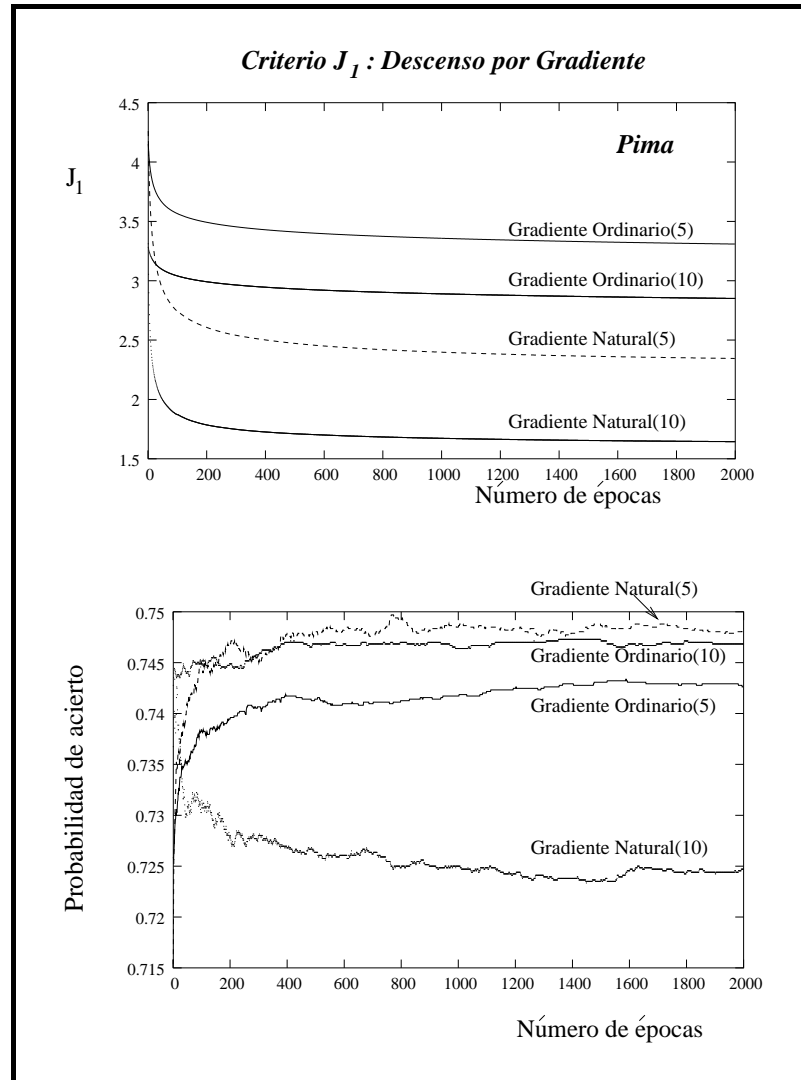 Criterio J1 : Descenso por Gradiente
4.5
Pima
4
J1
3.5
Gradiente Ordinario(5)
Gradiente Ordinario(10)
3
2.5
Gradiente Natural(5)
2
Gradiente Natural(10)
1.5
0 200 400 600 800 1000 1200 1400 1600 1800 2000
Número de épocas
Gradiente Natural(5)
0.75
Gradiente Ordinario(10)
0.745
Gradiente Ordinario(5)
0.74
0.735
Probabilidad de acierto
0.73
Gradiente Natural(10)
0.725
0.72
0.715
0 200 400 600 800 1000 1200 1400 1600 1800 2000
Número de épocas